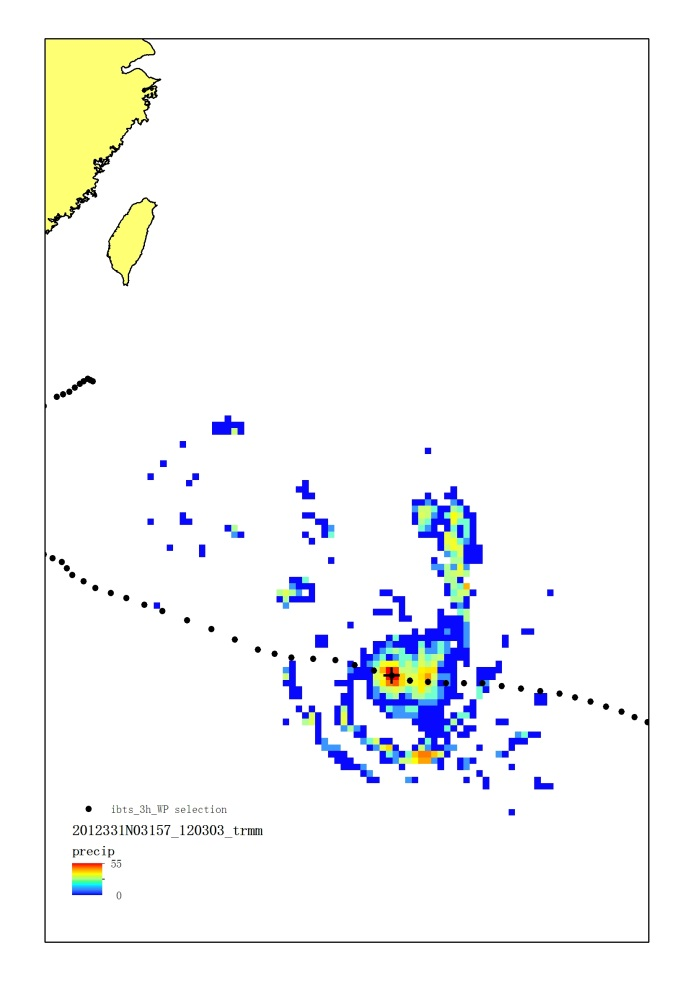 ibts_3h_WP selection
2012331N03157_120303_trmm
precip
55
0